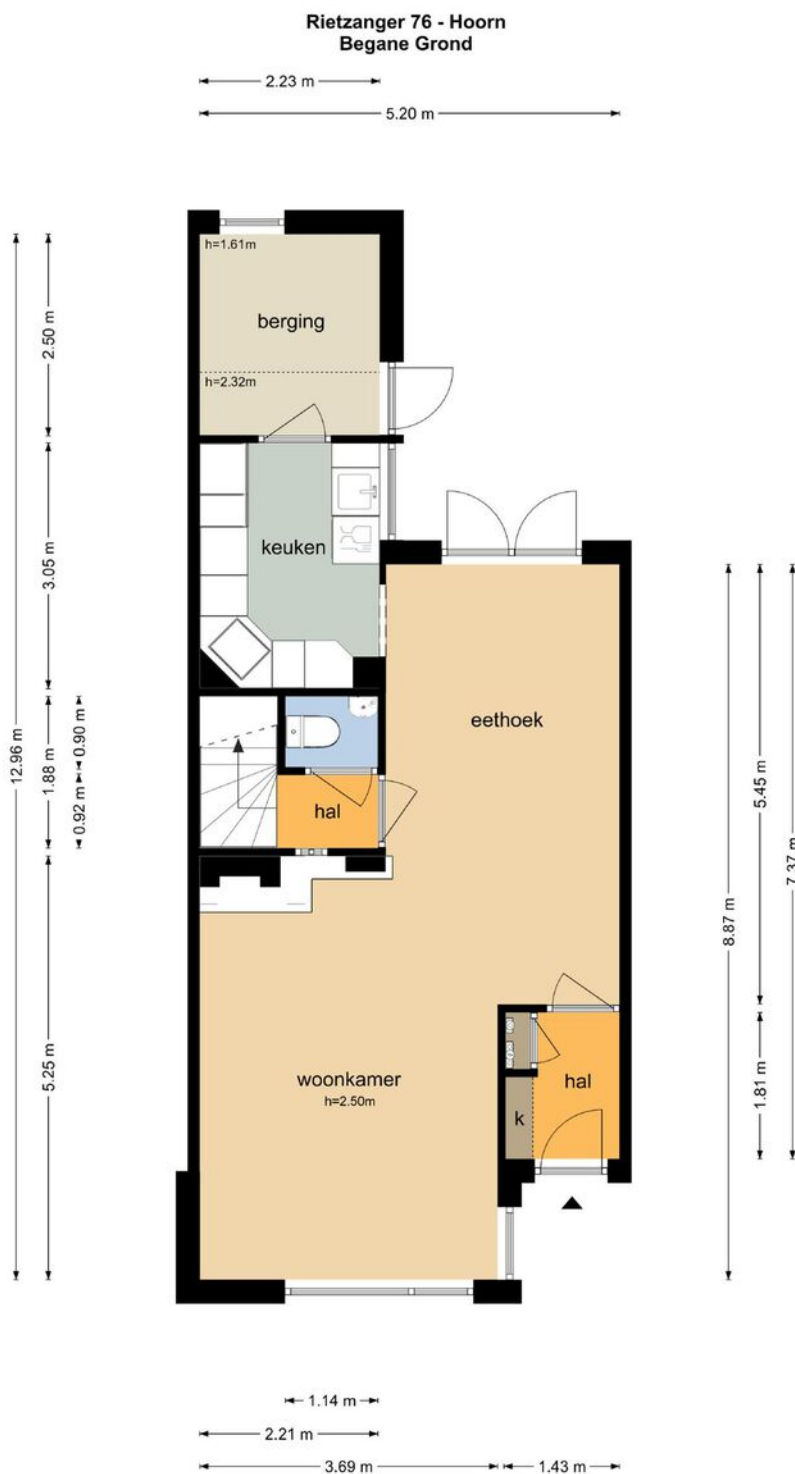 Rietzanger 76 - Hoorn
Begane Grond
2.23 m
5.20 m
h=1.61m
berging
h=2.32m
2.50 m
keuken
3.05 m
eethoek
12.96 m
1.88 m
0.90 m
0.92 m
hal
5.45 m
7.37 m
8.87 m
5.25 m
woonkamer
h=2.50m
hal
k
1.81 m
1.14 m
2.21 m
3.69 m
1.43 m